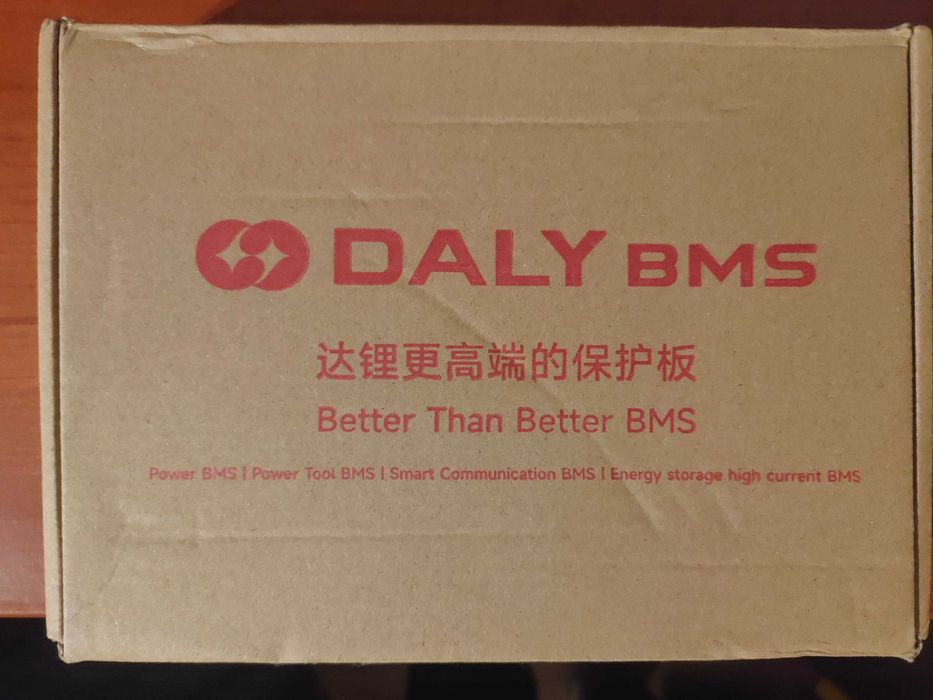 DALY BMS
达锂更高端的保护板
Better Than Better BMS
Power BMS | Power Tool BMS | Smart Communication BMS | Energy storage high current BMS